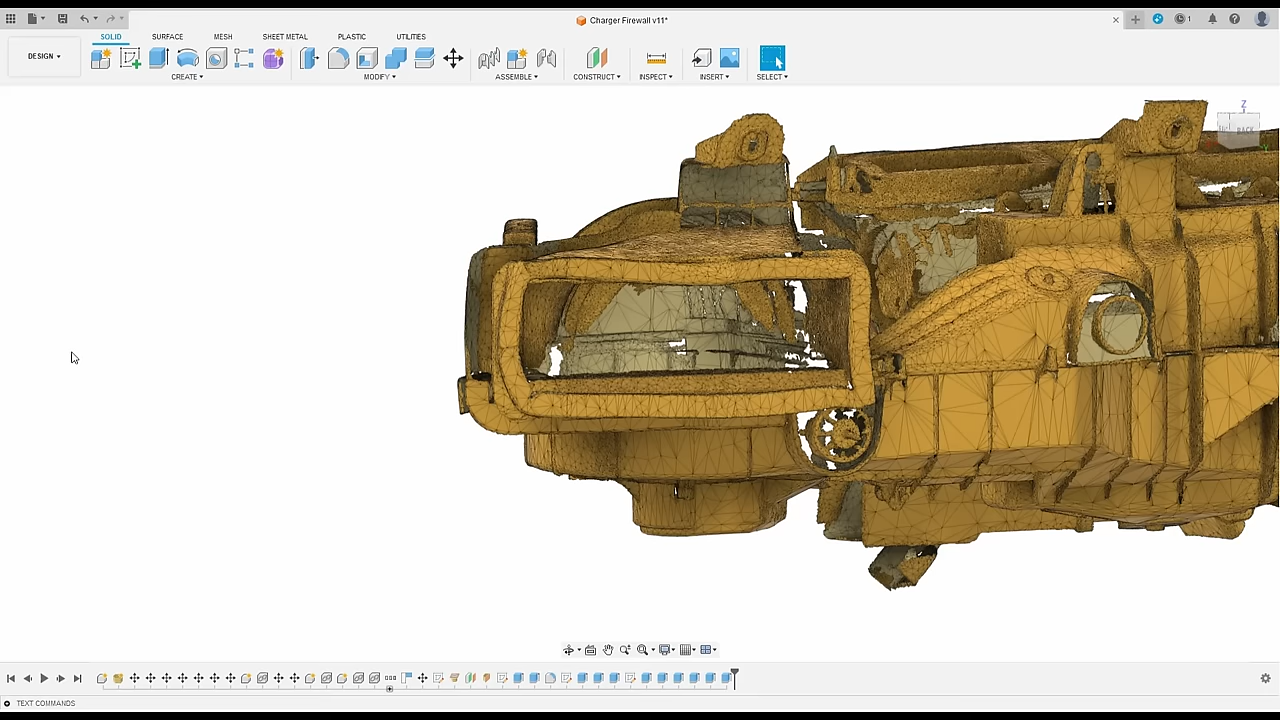 Charger Firewall v11*
1
SOLID SURFACE MESH SHEET METAL PLASTIC UTILITIES
DESIGN
CREATE MODIFY ASSEMBLE CONSTRUCT INSPECT INSERT SELECT
Z
BACK
TEXT COMMANDS